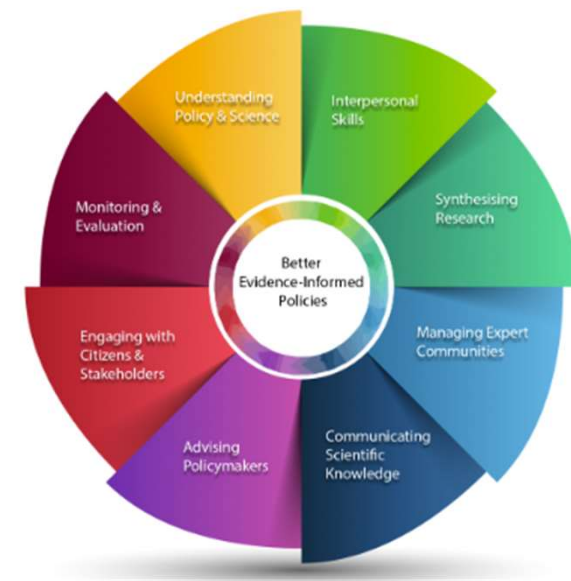 Understanding
Policy & Science
Interpersonal
Skills
Synthesising
Research
Managing Expert
Communities
Communicating
Scientific
Knowledge
Advising
Policymakers
Engaging with
Citizens &
Stakeholders
Monitoring &
Evaluation
Better
Evidence-Informed
Policies